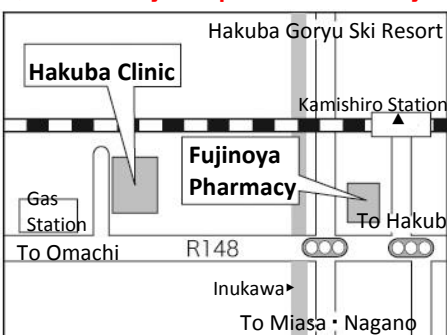 Hakuba Goryu Ski Resort
Hakuba Clinic
Kamishiro Station
▲
Fujinoya
Pharmacy
Gas
Station
To Hakub
To Omachi
R148
Inukawa▶
To Miasa・Nagano